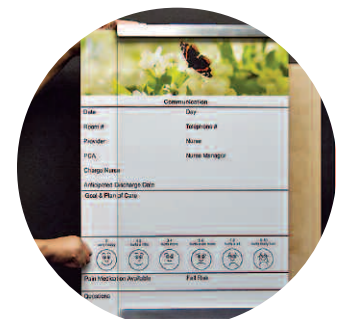 Communication
Date Day
Room # Telephone #
Provider Nurse
PCA Nurse Manager
Charge Nurse
Anticipated Discharge Date
Goal & Plan of Care
Pain Medication Available Fall Risk
Questions